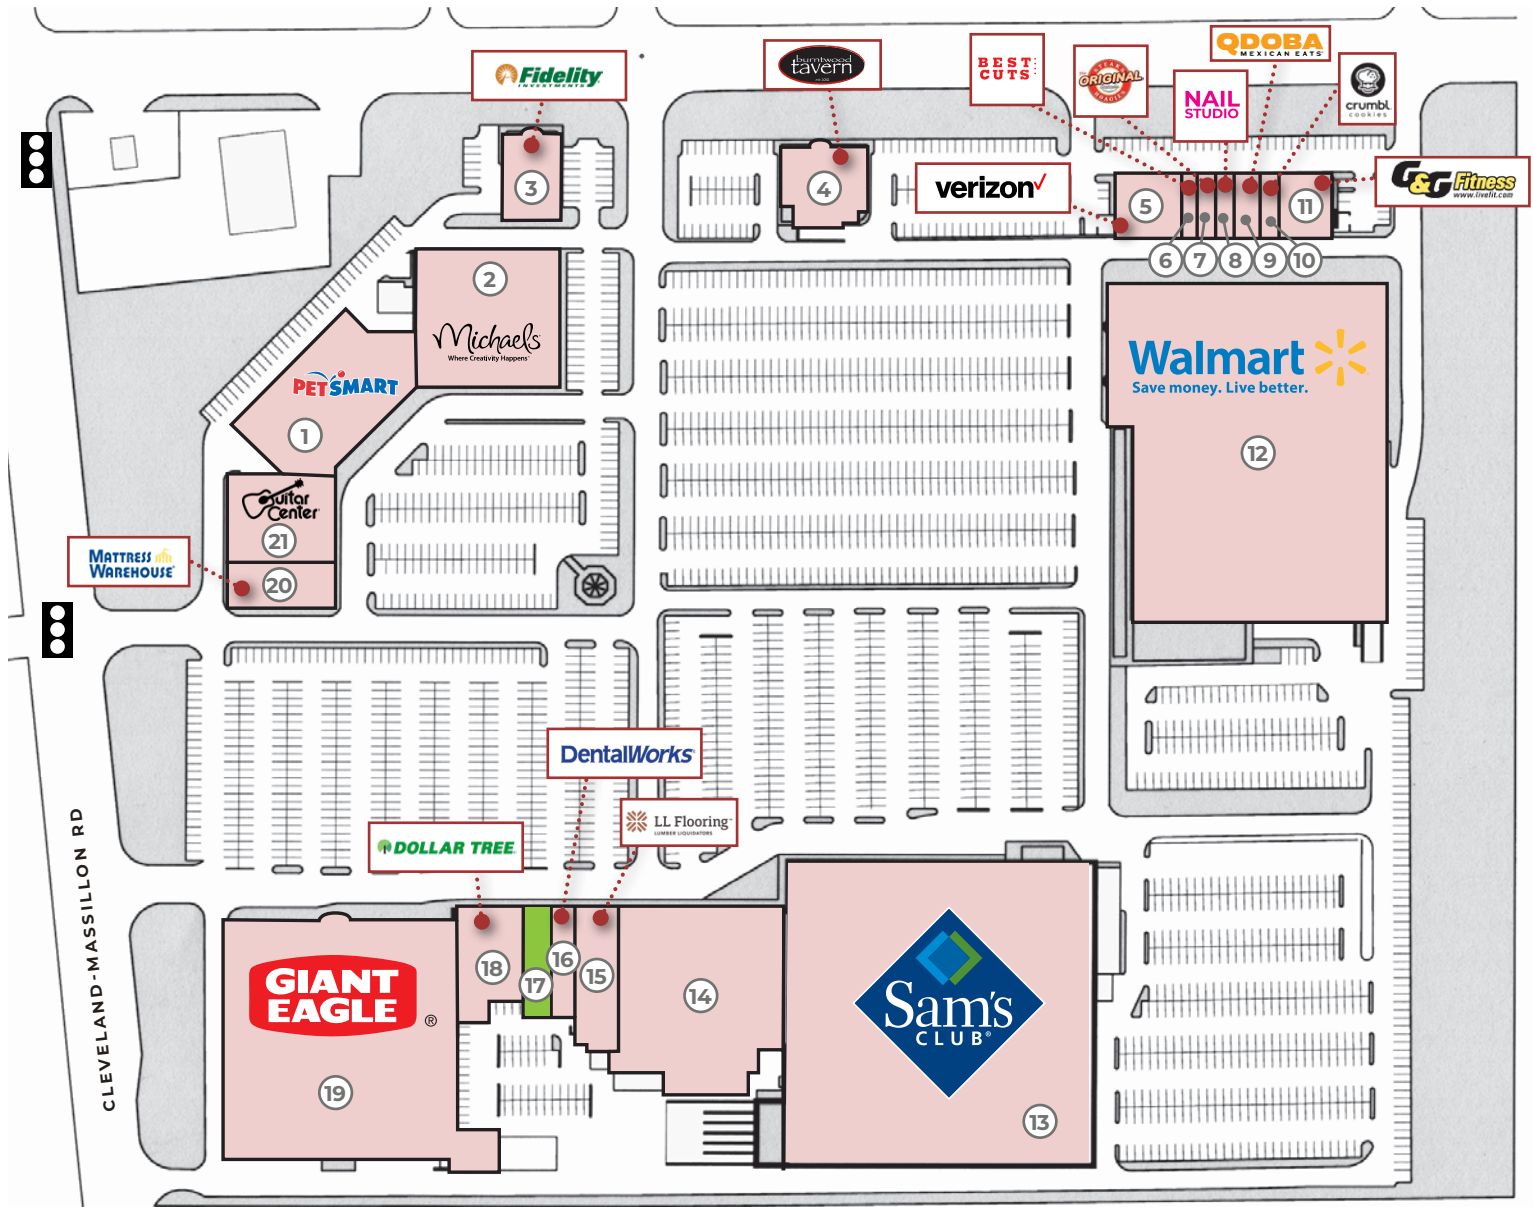 Fidelity
INVESTMENTS
burntwood
tavern
BEST
CUTS
The
ORIGINAL
NAIL
STUDIO
QDOBA
MEXICAN EATS
crumbl
cookies
verizon✓
G&G Fitness
www.livefit.com
3
4
5
11
6
7
8
9
10
2
Michaels
Where Creativity Happens
PETSMART
1
Walmart
Save money. Live better.
12
Guitar
Center
21
MATTRESS
WAREHOUSE
20
DentalWorks
LL Flooring
LUMBER LIQUIDATORS
DOLLAR TREE
CLEVELAND-MASSILLON RD
GIANT
EAGLE
®
19
18
17
16
15
14
Sam's
CLUB®
13